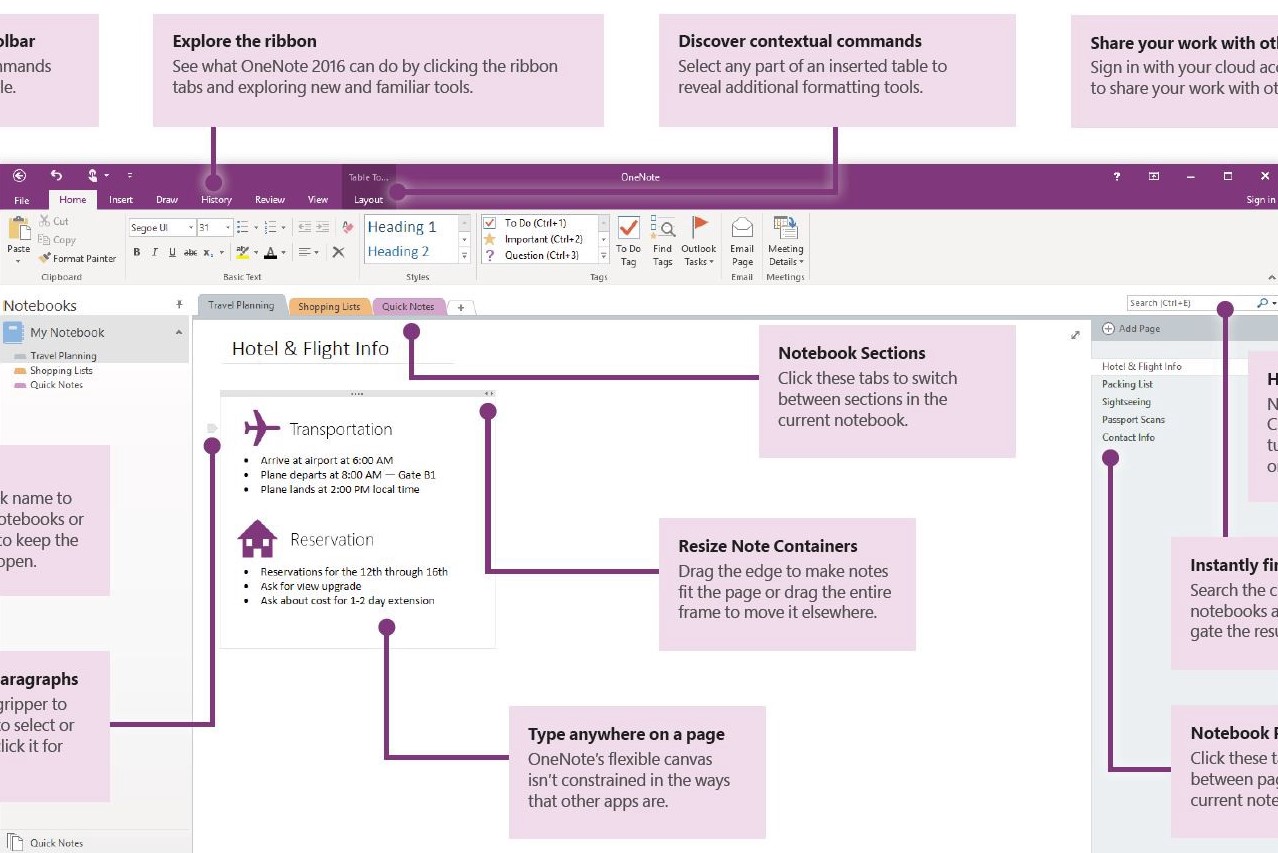 olbar
mmands
le.
Explore the ribbon
See what OneNote 2016 can do by clicking the ribbon
tabs and exploring new and familiar tools.
Discover contextual commands
Select any part of an inserted table to
reveal additional formatting tools.
Share your work with oth
Sign in with your cloud acc
to share your work with ot
Table To...
OneNote
?
File
Home
Insert
Draw
History
Review
View
Layout
Sign in
Paste
Cut
Copy
Format Painter
Clipboard
Segoe UI
31
B I U abc x,
A
Basic Text
Heading 1
Heading 2
Styles
To Do (Ctrl+1)
Important (Ctrl+2)
? Question (Ctrl+3)
To Do
Tag
Find
Tags
Outlook
Tasks
Tags
Email
Page
Email
Meeting
Details
Meetings
Notebooks
My Notebook
Travel Planning
Shopping Lists
Quick Notes
Travel Planning
Shopping Lists
Quick Notes
+
Search (Ctrl+E)
Hotel & Flight Info
Transportation
• Arrive at airport at 6:00 AM
• Plane departs at 8:00 AM — Gate B1
• Plane lands at 2:00 PM local time
Reservation
• Reservations for the 12th through 16th
• Ask for view upgrade
• Ask about cost for 1-2 day extension
Notebook Sections
Click these tabs to switch
between sections in the
current notebook.
Add Page
Hotel & Flight Info
Packing List
Sightseeing
Passport Scans
Contact Info
H
N
C
tu
o
k name to
otebooks or
to keep the
open.
Resize Note Containers
Drag the edge to make notes
fit the page or drag the entire
frame to move it elsewhere.
Instantly fin
Search the c
notebooks a
gate the resu
aragraphs
gripper to
to select or
lick it for
Type anywhere on a page
OneNote's flexible canvas
isn't constrained in the ways
that other apps are.
Notebook P
Click these ta
between pag
current note
Quick Notes